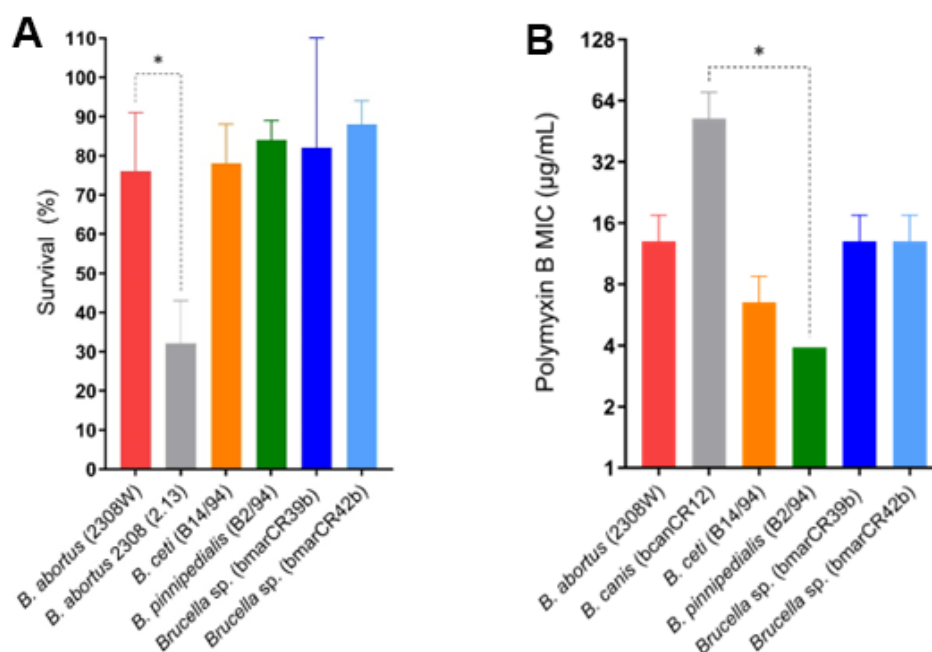 A
Survival (%)
110
100
90
80
70
60
50
40
30
20
10
0
*
B. abortus (2308W)
B. abortus 2308 (2.13)
B. ceti (B14/94)
B. pinnipedialis (B2/94)
Brucella sp. (bmarCR39b)
Brucella sp. (bmarCR42b)
B
Polymyxin B MIC (µg/mL)
128
64
32
16
8
4
2
1
*
B. abortus (2308W)
B. canis (bcanCR12)
B. ceti (B14/94)
B. pinnipedialis (B2/94)
Brucella sp. (bmarCR39b)
Brucella sp. (bmarCR42b)